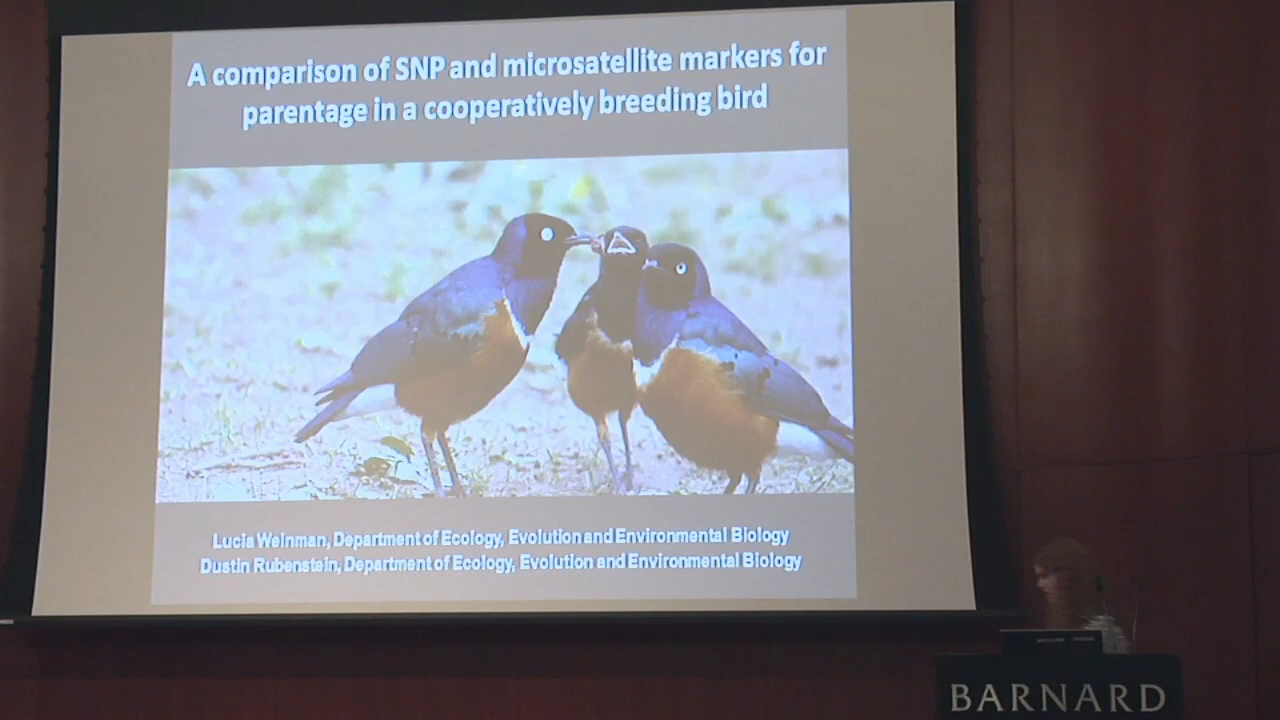 A comparison of SNP and microsatellite markers for
parentage in a cooperatively breeding bird
Lucia Weinman, Department of Ecology, Evolution and Environmental Biology
Dustin Rubenstein, Department of Ecology, Evolution and Environmental Biology
BARNARD